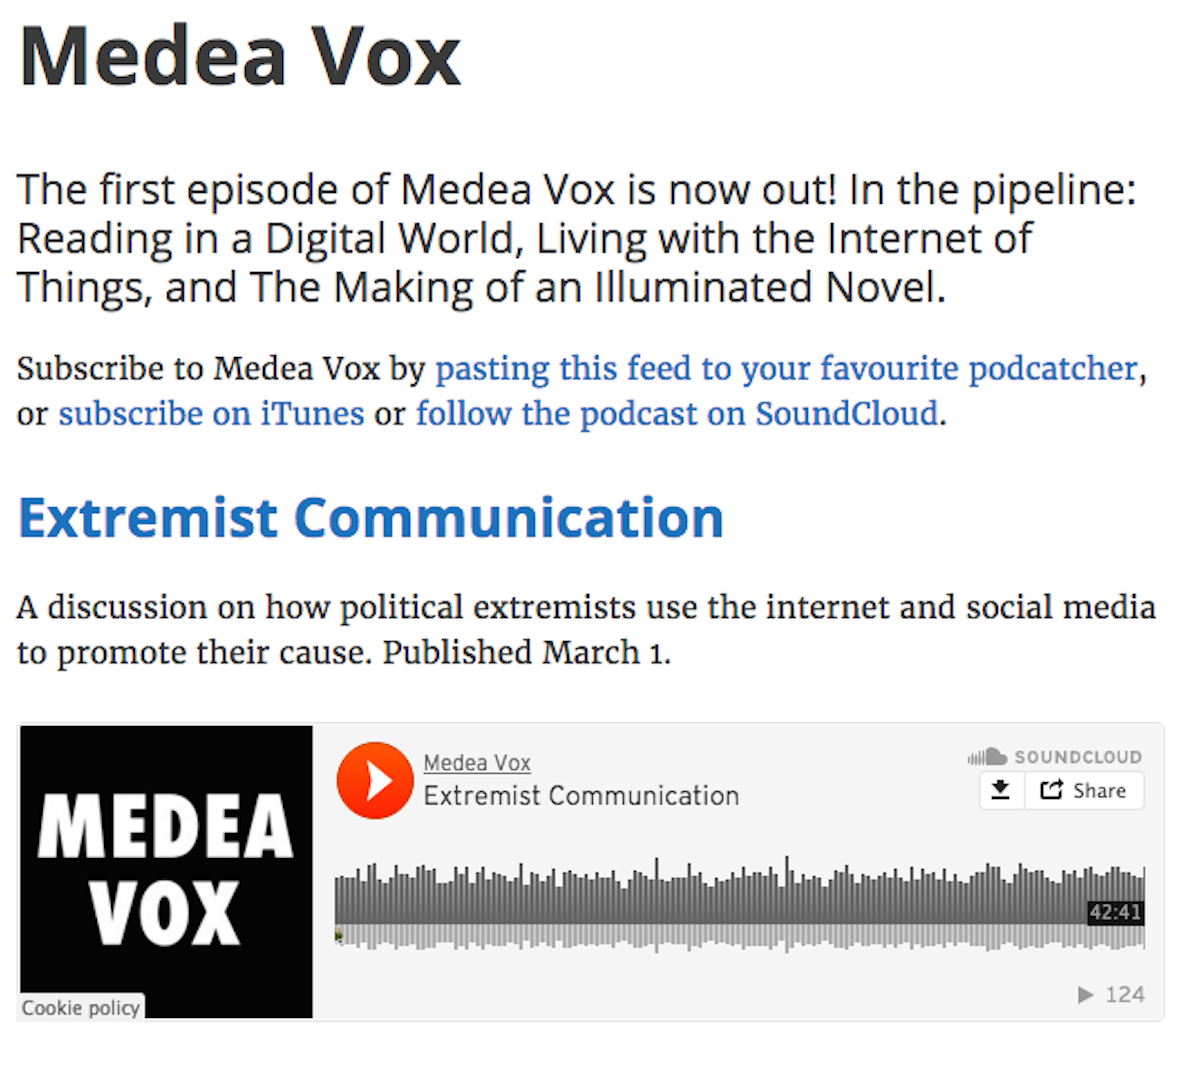 Medea Vox
The first episode of Medea Vox is now out! In the pipeline:
Reading in a Digital World, Living with the Internet of
Things, and The Making of an Illuminated Novel.
Subscribe to Medea Vox by pasting this feed to your favourite podcatcher,
or subscribe on iTunes or follow the podcast on SoundCloud.
Extremist Communication
A discussion on how political extremists use the internet and social media
to promote their cause. Published March 1.
MEDEA
VOX
Cookie policy
Medea Vox
Extremist Communication
SOUNDCLOUD
Share
42:41
124